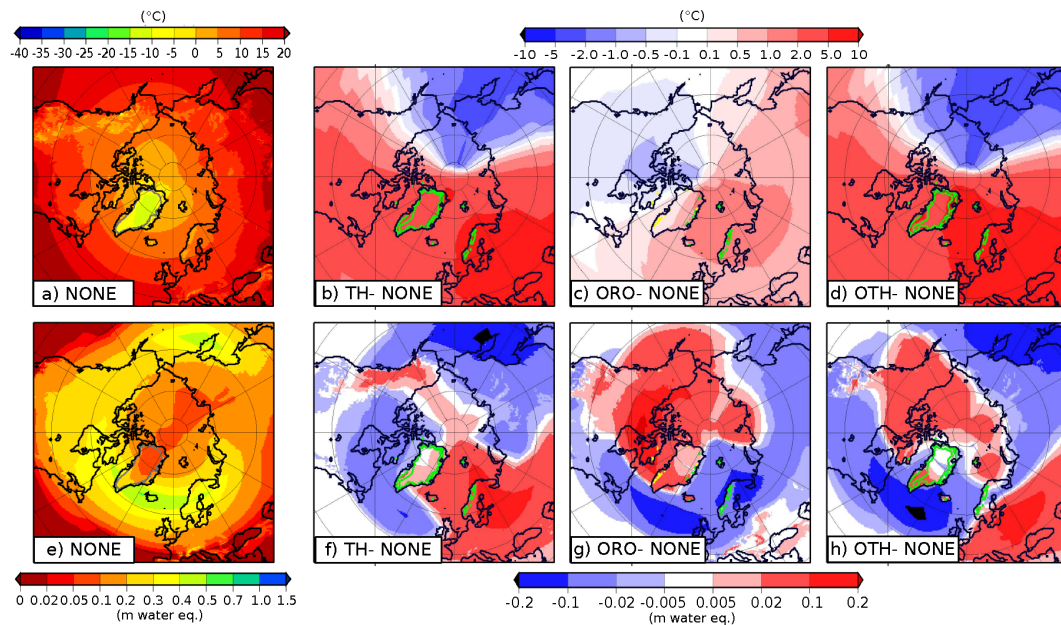 (°C) (°C)
-40 -35 -30 -25 -20 -15 -10 -5 0 5 10 15 20
-10 -5 -2.0 -1.0 -0.5 -0.1 0.1 0.5 1.0 2.0 5.0 10
a) NONE
b) TH- NONE
c) ORO- NONE
d) OTH- NONE
e) NONE
f) TH- NONE
g) ORO- NONE
h) OTH- NONE
0 0.02 0.05 0.1 0.2 0.3 0.4 0.5 0.7 1.0 1.5
(m water eq.)
-0.2 -0.1 -0.02 -0.005 0.005 0.02 0.1 0.2
(m water eq.)